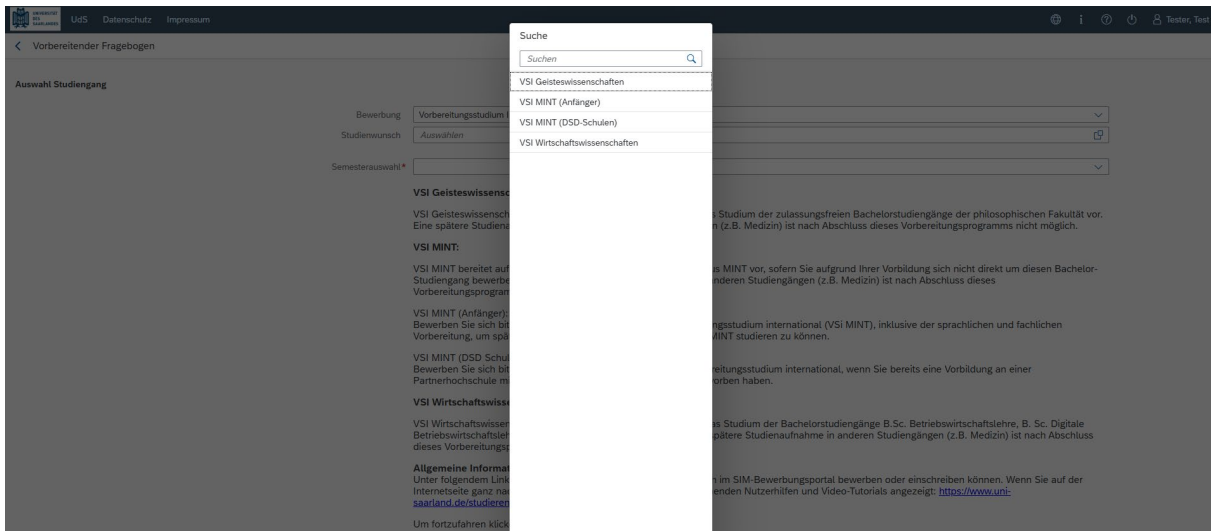 UNIVERSITÄT
DES
SAARLANDES
UdS Datenschutz Impressum
Tester, Test
Vorbereitender Fragebogen
Auswahl Studiengang
Bewerbung Vorbereitungsstudium
Studienwunsch Auswählen
Semesterauswahl*
Suche
Suchen
VSI Geisteswissenschaften
VSI MINT (Anfänger)
VSI MINT (DSD-Schulen)
VSI Wirtschaftswissenschaften
VSI Geisteswissensc
VSI Geisteswissensch s Studium der zulassungsfreien Bachelorstudiengänge der philosophischen Fakultät vor.
Eine spätere Studiena n (z.B. Medizin) ist nach Abschluss dieses Vorbereitungsprogramms nicht möglich.
VSI MINT:
VSI MINT bereitet auf us MINT vor, sofern Sie aufgrund Ihrer Vorbildung sich nicht direkt um diesen Bachelor-
Studiengang bewerbe nderen Studiengängen (z.B. Medizin) ist nach Abschluss dieses
Vorbereitungsprogram
VSI MINT (Anfänger):
Bewerben Sie sich bit ngsstudium international (VSi MINT), inklusive der sprachlichen und fachlichen
Vorbereitung, um spä MINT studieren zu können.
VSI MINT (DSD Schul
Bewerben Sie sich bit reitungsstudium international, wenn Sie bereits eine Vorbildung an einer
Partnerhochschule m orben haben.
VSI Wirtschaftswisse
VSI Wirtschaftswisser as Studium der Bachelorstudiengänge B.Sc. Betriebswirtschaftslehre, B. Sc. Digitale
Betriebswirtschaftsleh pätere Studienaufnahme in anderen Studiengängen (z.B. Medizin) ist nach Abschluss
dieses Vorbereitungsp
Allgemeine Informat
Unter folgendem Link n im SIM-Bewerbungsportal bewerben oder einschreiben können. Wenn Sie auf der
Internetseite ganz nac enden Nutzerhilfen und Video-Tutorials angezeigt: https://www.uni-
saarland.de/studieren
Um fortzufahren klick